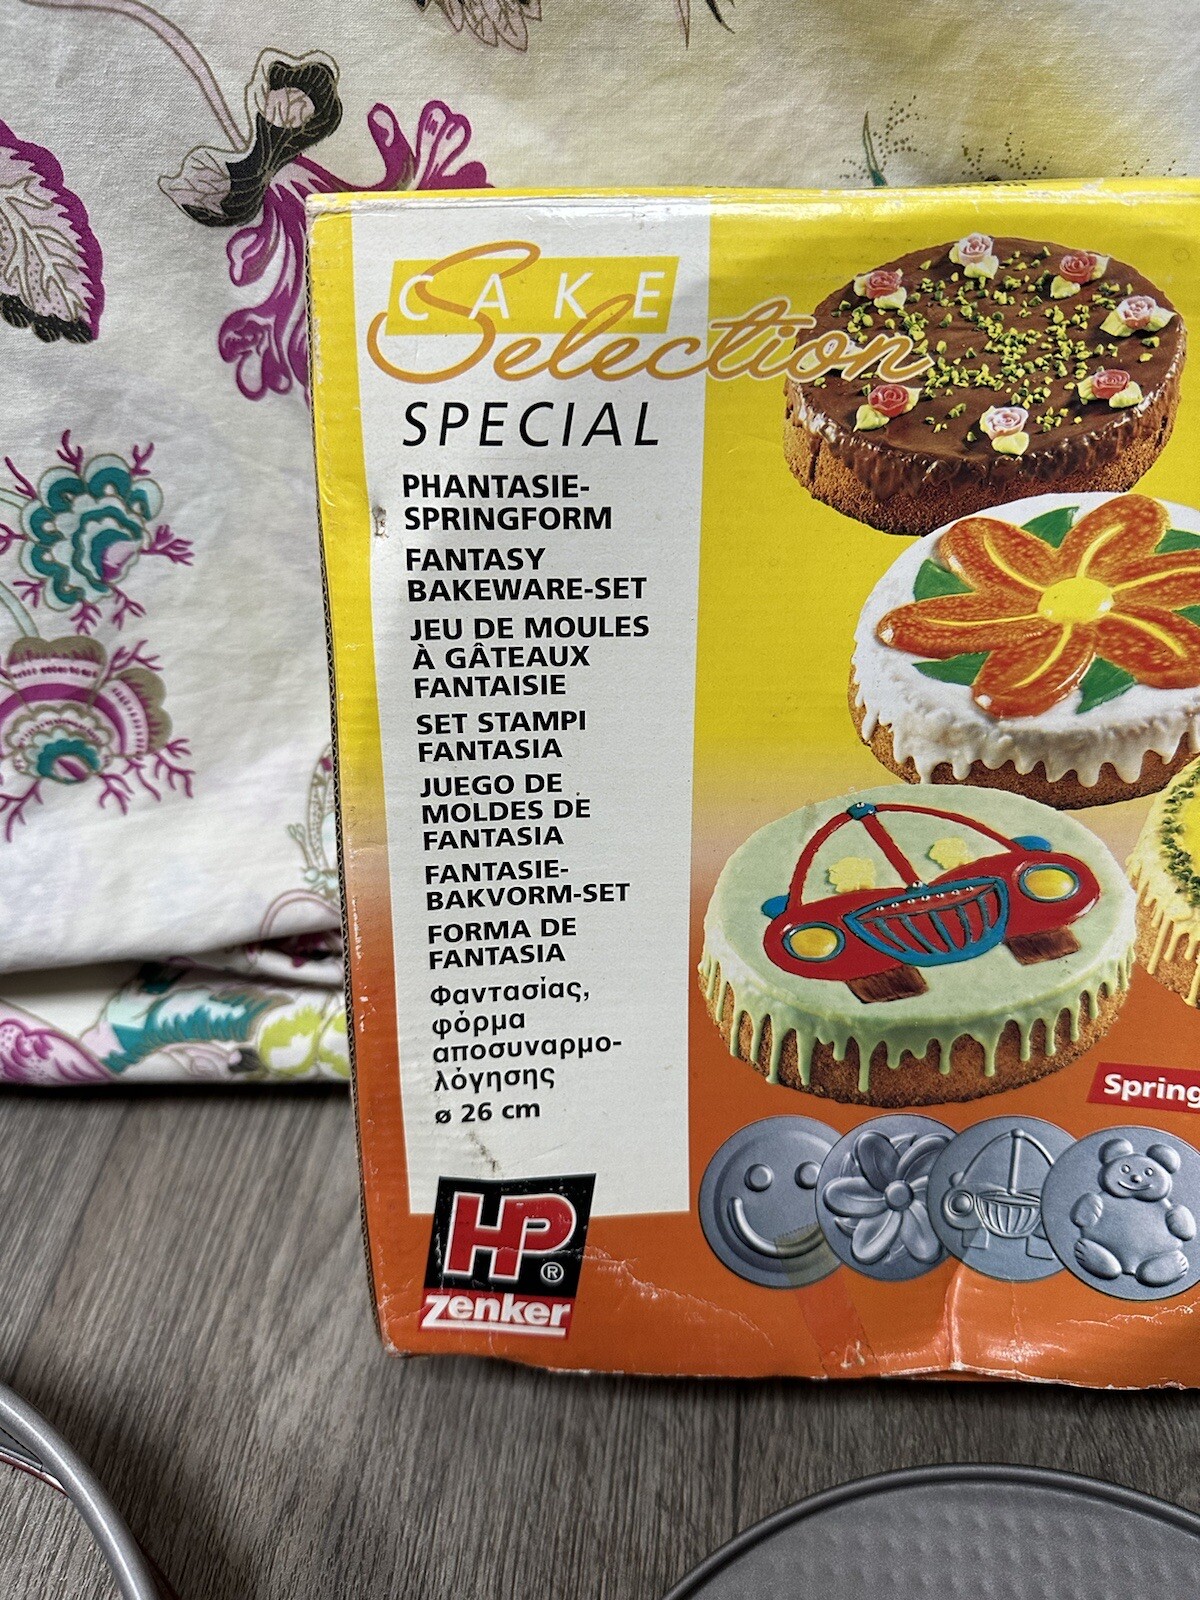 CAKE
Selection
SPECIAL
PHANTASIE-
SPRINGFORM
FANTASY
BAKEWARE-SET
JEU DE MOULES
À GÂTEAUX
FANTAISIE
SET STAMPI
FANTASIA
JUEGO DE
MOLDES DE
FANTASIA
FANTASIE-
BAKVORM-SET
FORMA DE
FANTASIA
Φαντασίας,
φόρμα
αποσυναρμο-
λόγησης
ø 26 cm
Spring
HP®
zenker